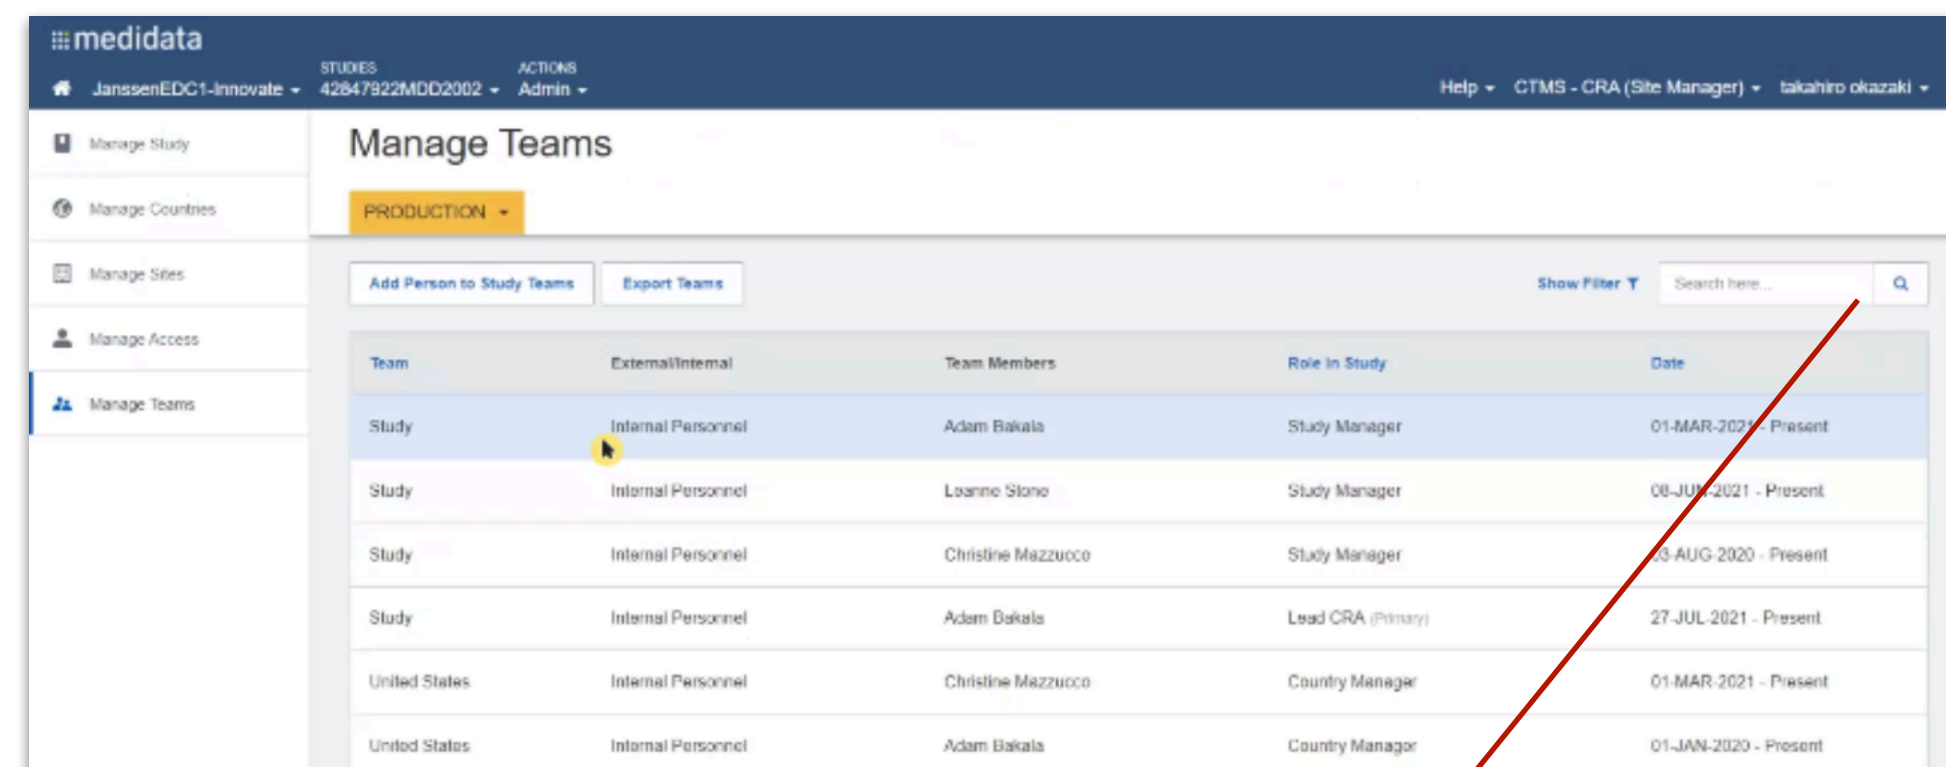 medidata
STUDIES ACTIONS
JanssenEDC1-Innovate 42847922MDD2002 Admin Help CTMS - CRA (Site Manager) takahiro okazaki
Manage Study
Manage Teams
Manage Countries
PRODUCTION
Manage Sites
Add Person to Study Teams Export Teams Show Filter Search here...
Manage Access
Team External/Internal Team Members Role in Study Date
Manage Teams
Study Internal Personnel Adam Bakala Study Manager 01-MAR-2021 - Present
Study Internal Personnel Leanne Stone Study Manager 08-JUN-2021 - Present
Study Internal Personnel Christine Mazzucco Study Manager 03-AUG-2020 - Present
Study Internal Personnel Adam Bakala Lead CRA (Primary) 27-JUL-2021 - Present
United States Internal Personnel Christine Mazzucco Country Manager 01-MAR-2021 - Present
United States Internal Personnel Adam Bakala Country Manager 01-JAN-2020 - Present